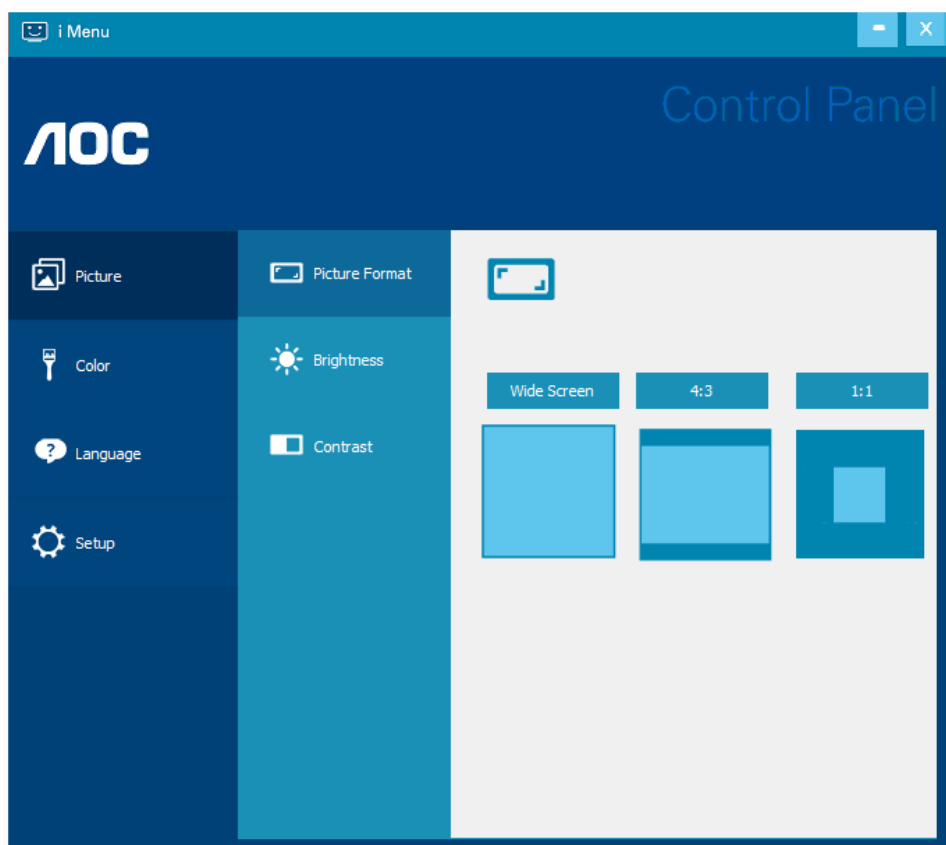 i Menu
Control Panel
AOC
Picture
Color
Language
Setup
Picture Format
Brightness
Contrast
Wide Screen
4:3
1:1